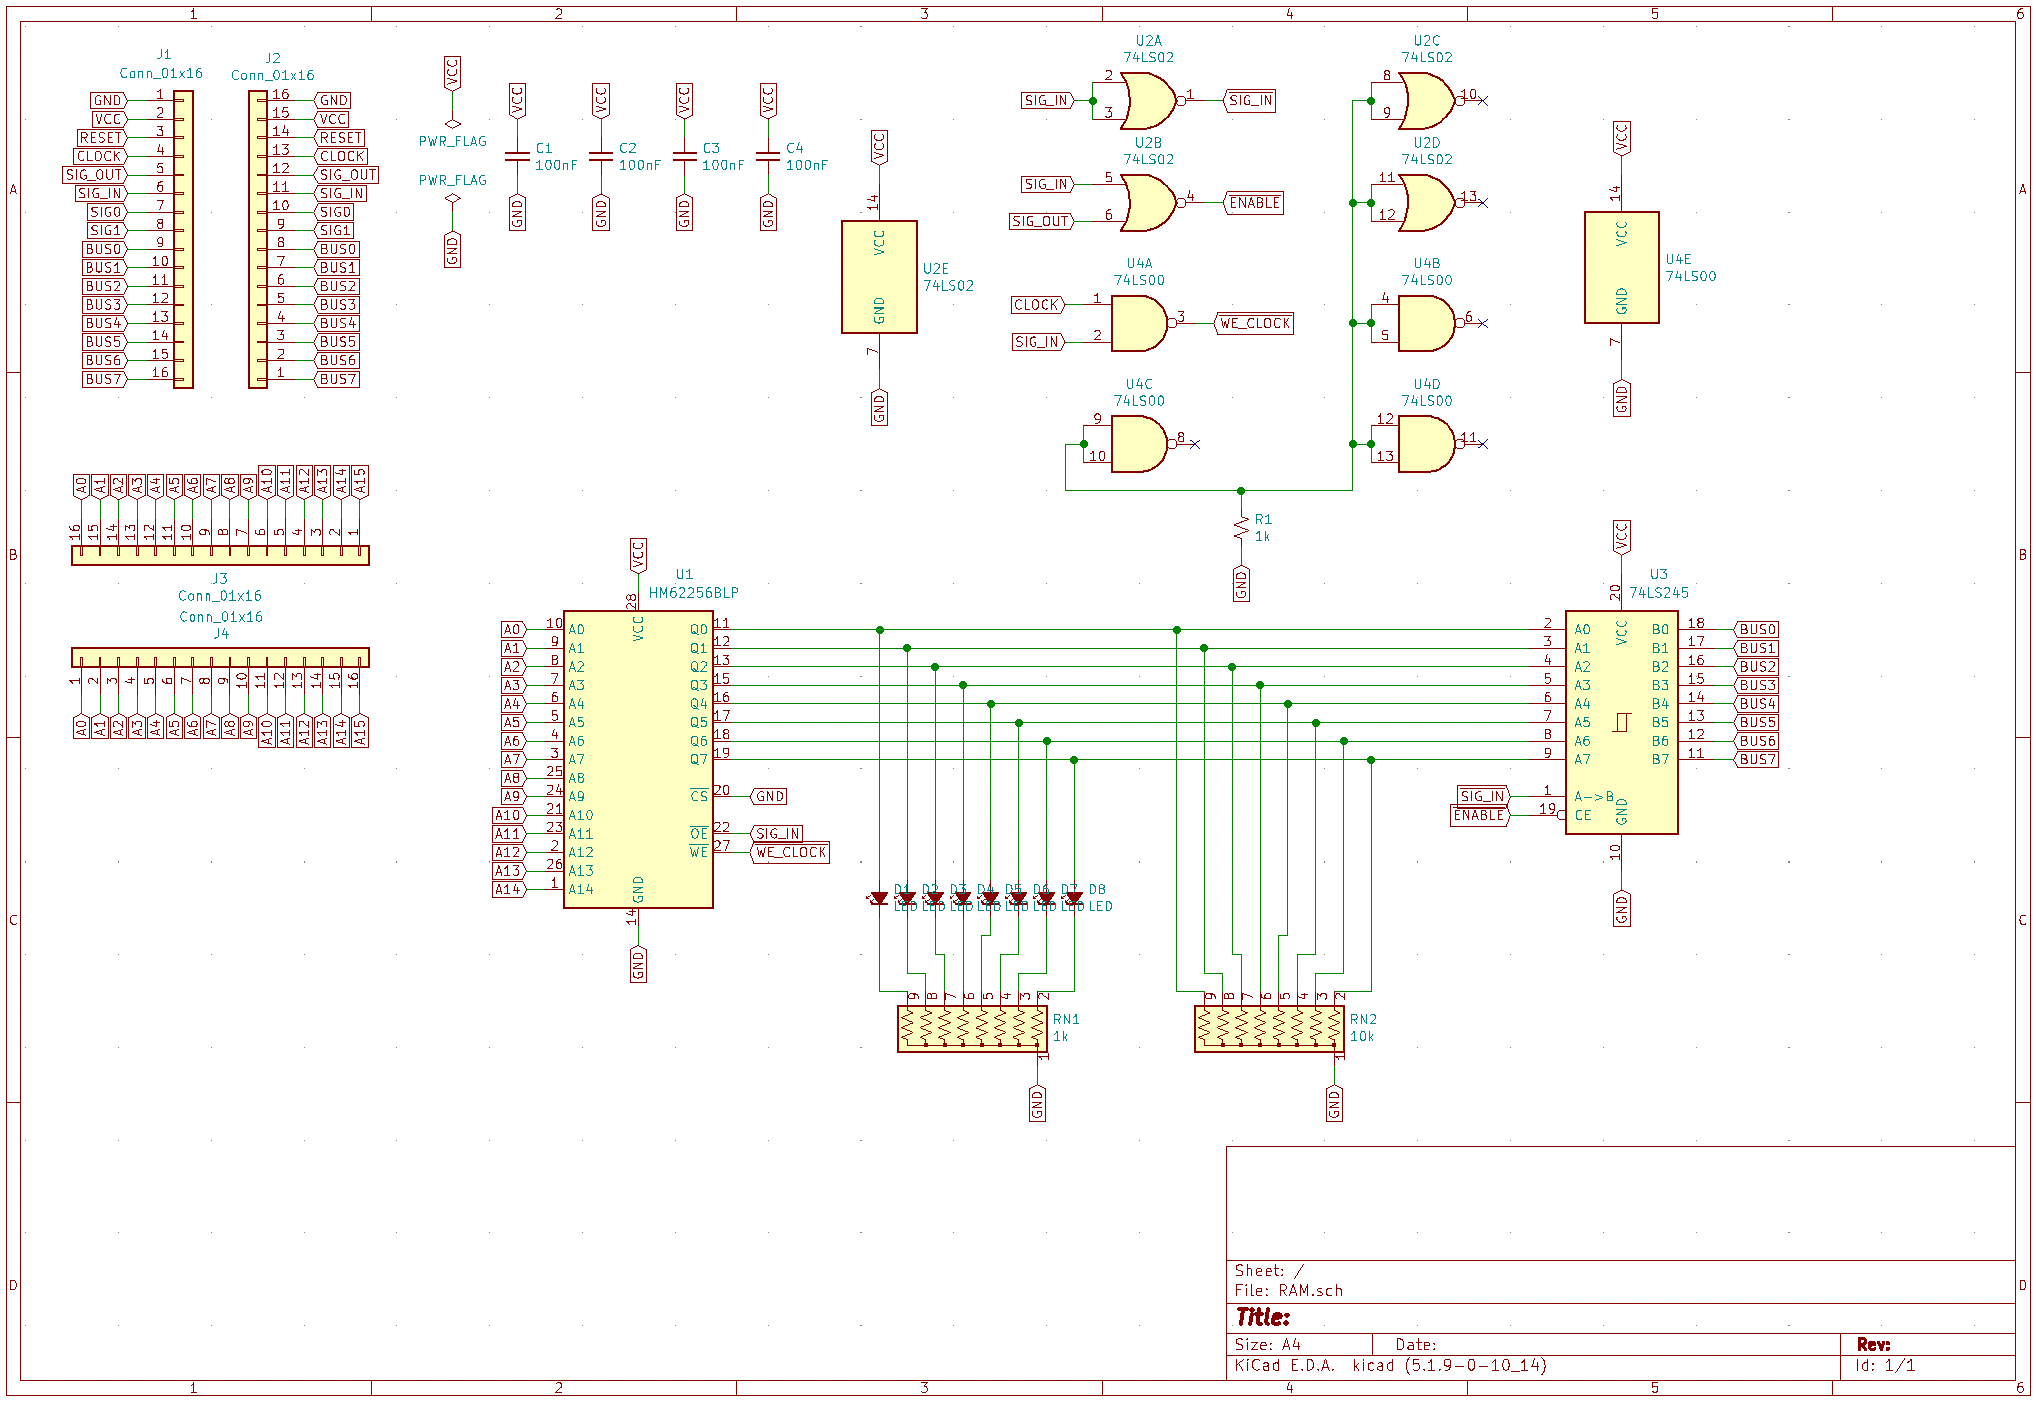 1 2 3 4 5 6
A
B
C
D
J1
Conn_01x16
GND 1
VCC 2
RESET 3
CLOCK 4
SIG_OUT 5
SIG_IN 6
SIG0 7
SIG1 8
BUS0 9
BUS1 10
BUS2 11
BUS3 12
BUS4 13
BUS5 14
BUS6 15
BUS7 16
J2
Conn_01x16
16 GND
15 VCC
14 RESET
13 CLOCK
12 SIG_OUT
11 SIG_IN
10 SIG0
9 SIG1
8 BUS0
7 BUS1
6 BUS2
5 BUS3
4 BUS4
3 BUS5
2 BUS6
1 BUS7
VCC
PWR_FLAG
PWR_FLAG
GND
VCC VCC VCC VCC
C1 C2 C3 C4
100nF 100nF 100nF 100nF
GND GND GND GND
VCC
14
VCC
U2E
74LS02
GND
7
GND
U2A
74LS02
SIG_IN 2 3 1 SIG_IN
U2B
74LS02
SIG_IN 5
SIG_OUT 6
4 ENABLE
U4A
74LS00
CLOCK 1
SIG_IN 2
3 WE_CLOCK
U4C
74LS00
9
10
8
U2C
74LS02
8
9
10
U2D
74LS02
11
12
13
U4B
74LS00
4
5
6
U4D
74LS00
12
13
11
R1
1k
GND
VCC
14
VCC
U4E
74LS00
GND
7
GND
A0 A1 A2 A3 A4 A5 A6 A7 A8 A9 A10 A11 A12 A13 A14 A15
16 15 14 13 12 11 10 9 8 7 6 5 4 3 2 1
J3
Conn_01x16
Conn_01x16
J4
1 2 3 4 5 6 7 8 9 10 11 12 13 14 15 16
A0 A1 A2 A3 A4 A5 A6 A7 A8 A9 A10 A11 A12 A13 A14 A15
VCC
U1
HM62256BLP
28
VCC
A0 10 A0 Q0 11
A1 9 A1 Q1 12
A2 8 A2 Q2 13
A3 7 A3 Q3 15
A4 6 A4 Q4 16
A5 5 A5 Q5 17
A6 4 A6 Q6 18
A7 3 A7 Q7 19
A8 25 A8
A9 24 A9 CS 20 GND
A10 21 A10
A11 23 A11 OE 22 SIG_IN
A12 2 A12 WE 27 WE_CLOCK
A13 26 A13
A14 1 A14
GND
14
GND
D1 D2 D3 D4 D5 D6 D7 D8
LED LED LED LED LED LED LED LED
9 8 7 6 5 4 3 2
RN1
1k
1
GND
9 8 7 6 5 4 3 2
RN2
10k
1
GND
VCC
U3
74LS245
20
VCC
2 A0 B0 18 BUS0
3 A1 B1 17 BUS1
4 A2 B2 16 BUS2
5 A3 B3 15 BUS3
6 A4 B4 14 BUS4
7 A5 B5 13 BUS5
8 A6 B6 12 BUS6
9 A7 B7 11 BUS7
SIG_IN 1 A->B
ENABLE 19 CE
GND
10
GND
Sheet: /
File: RAM.sch
Title:
Size: A4 Date: Rev:
KiCad E.D.A. kicad (5.1.9-0-10_14) Id: 1/1
A
B
C
D
1 2 3 4 5 6